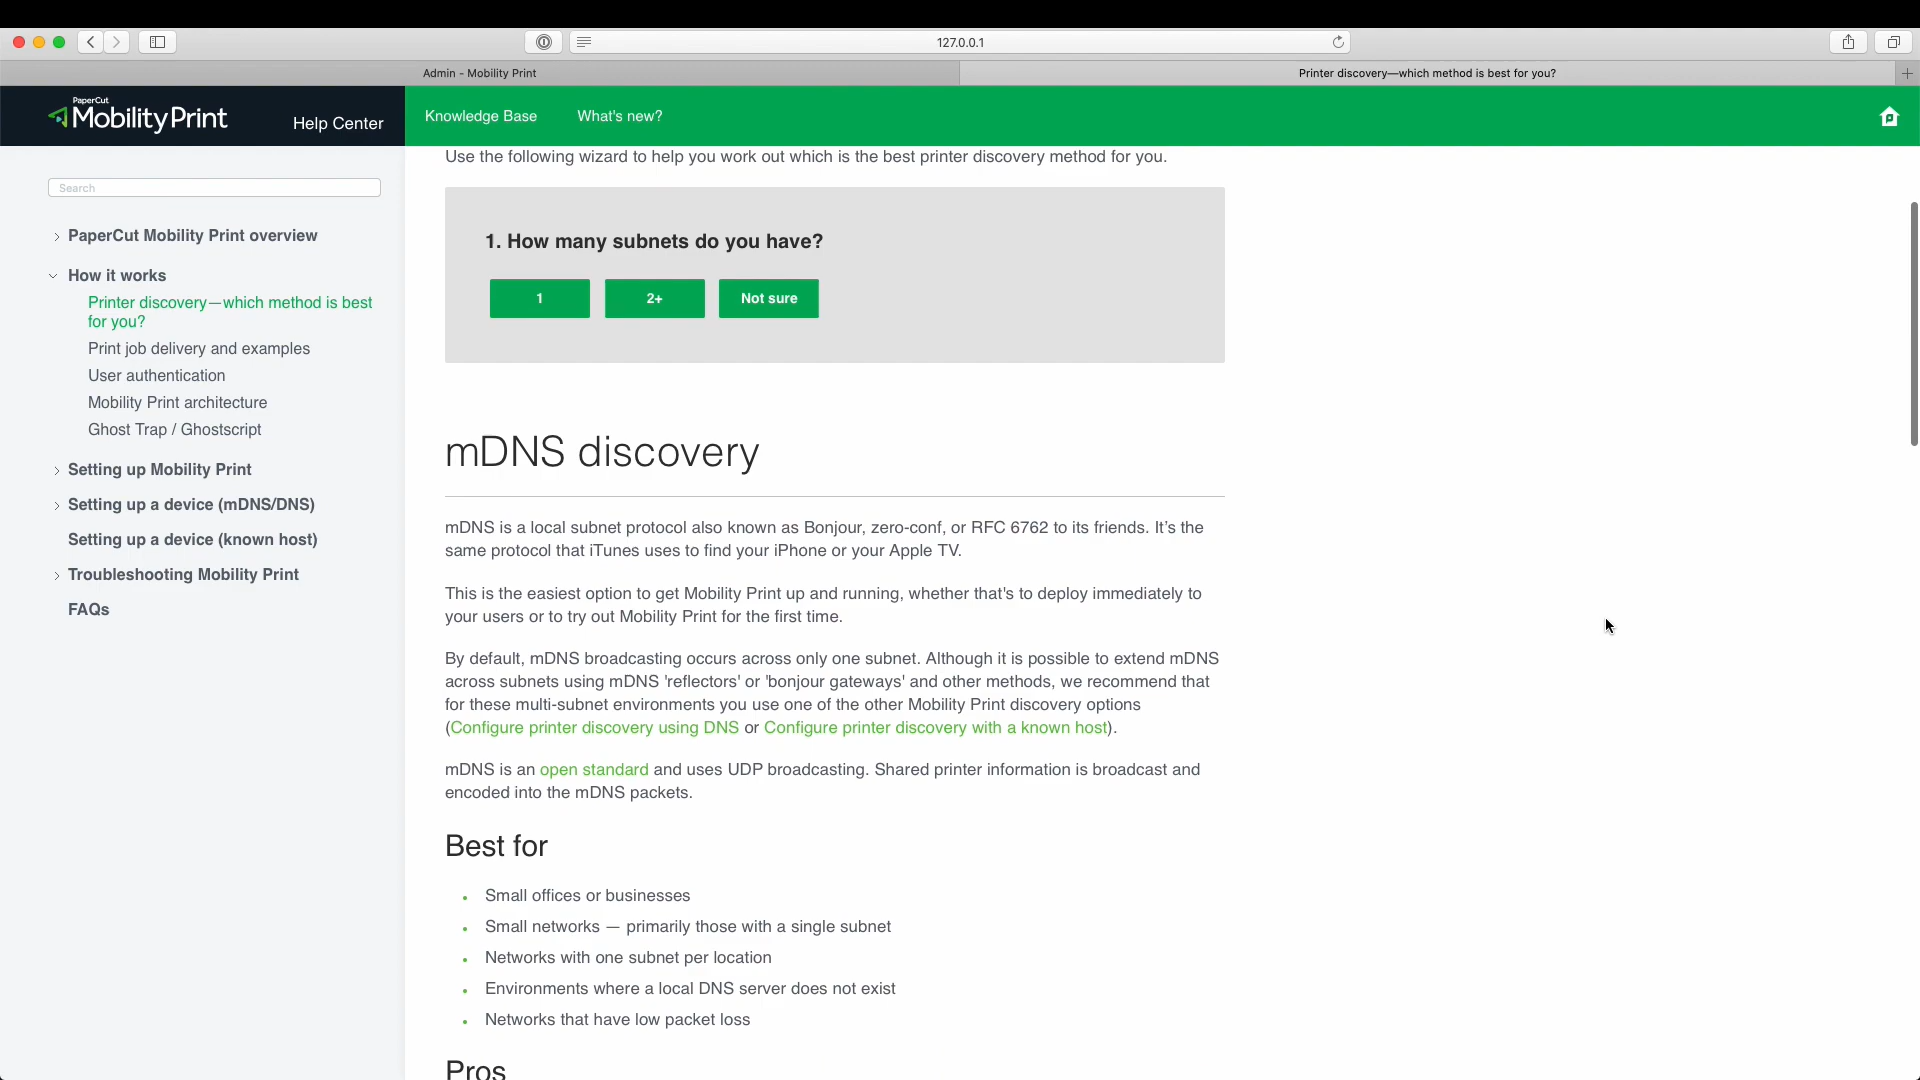 127.0.0.1
Admin - Mobility Print
Printer discovery—which method is best for you?
PaperCut
Mobility Print
Help Center
Knowledge Base
What's new?
Search
PaperCut Mobility Print overview
How it works
Printer discovery—which method is best
for you?
Print job delivery and examples
User authentication
Mobility Print architecture
Ghost Trap / Ghostscript
Setting up Mobility Print
Setting up a device (mDNS/DNS)
Setting up a device (known host)
Troubleshooting Mobility Print
FAQs
Use the following wizard to help you work out which is the best printer discovery method for you.
1. How many subnets do you have?
1
2+
Not sure
mDNS discovery
mDNS is a local subnet protocol also known as Bonjour, zero-conf, or RFC 6762 to its friends. It’s the
same protocol that iTunes uses to find your iPhone or your Apple TV.
This is the easiest option to get Mobility Print up and running, whether that's to deploy immediately to
your users or to try out Mobility Print for the first time.
By default, mDNS broadcasting occurs across only one subnet. Although it is possible to extend mDNS
across subnets using mDNS 'reflectors' or 'bonjour gateways' and other methods, we recommend that
for these multi-subnet environments you use one of the other Mobility Print discovery options
(Configure printer discovery using DNS or Configure printer discovery with a known host).
mDNS is an open standard and uses UDP broadcasting. Shared printer information is broadcast and
encoded into the mDNS packets.
Best for
• Small offices or businesses
• Small networks — primarily those with a single subnet
• Networks with one subnet per location
• Environments where a local DNS server does not exist
• Networks that have low packet loss
Pros